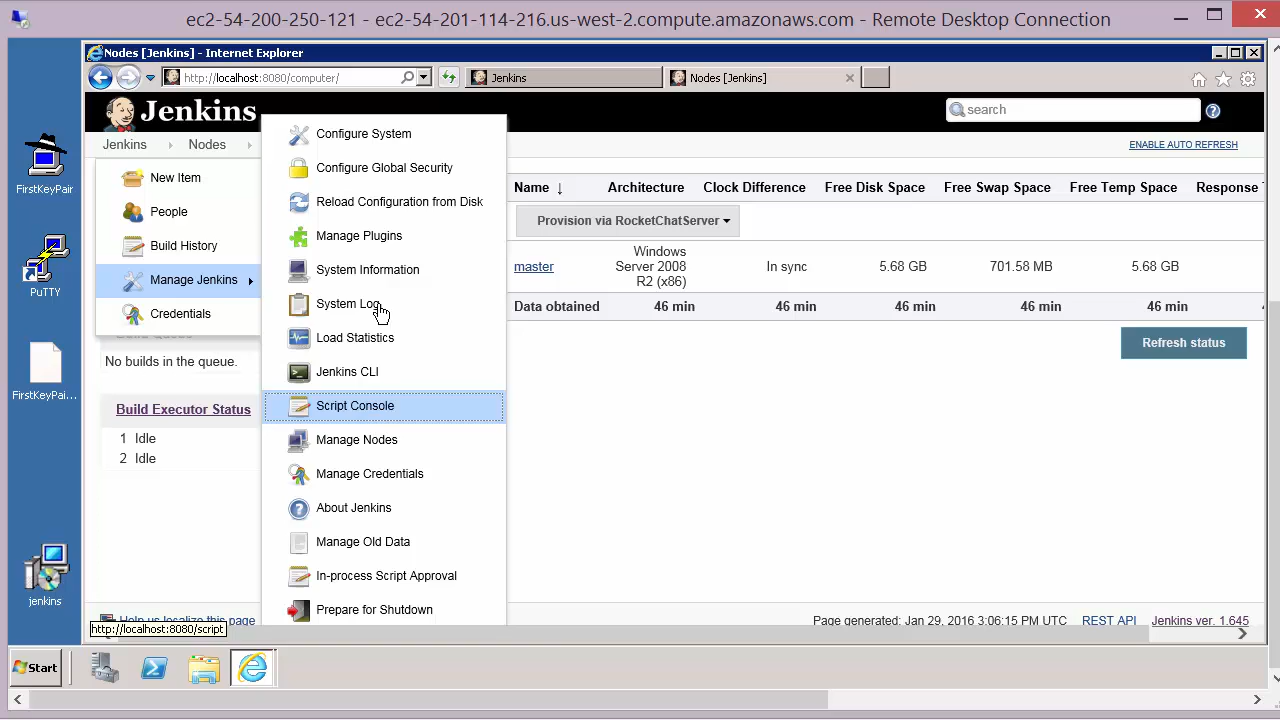 ec2-54-200-250-121 - ec2-54-201-114-216.us-west-2.compute.amazonaws.com - Remote Desktop Connection
Nodes [Jenkins] - Internet Explorer
http://localhost:8080/computer/
Jenkins
Nodes [Jenkins]
Jenkins
search
Jenkins
Nodes
ENABLE AUTO REFRESH
New Item
People
Build History
Manage Jenkins
Credentials
No builds in the queue.
Build Executor Status
1 Idle
2 Idle
Configure System
Configure Global Security
Reload Configuration from Disk
Manage Plugins
System Information
System Log
Load Statistics
Jenkins CLI
Script Console
Manage Nodes
Manage Credentials
About Jenkins
Manage Old Data
In-process Script Approval
Prepare for Shutdown
Name ↓ Architecture Clock Difference Free Disk Space Free Swap Space Free Temp Space Response
Provision via RocketChatServer
master Windows Server 2008 R2 (x86) In sync 5.68 GB 701.58 MB 5.68 GB
Data obtained 46 min 46 min 46 min 46 min 46 min
Refresh status
Help us localize this page
Page generated: Jan 29, 2016 3:06:15 PM UTC REST API Jenkins ver. 1.645
http://localhost:8080/script
FirstKeyPair
PuTTY
FirstKeyPai...
jenkins
Start